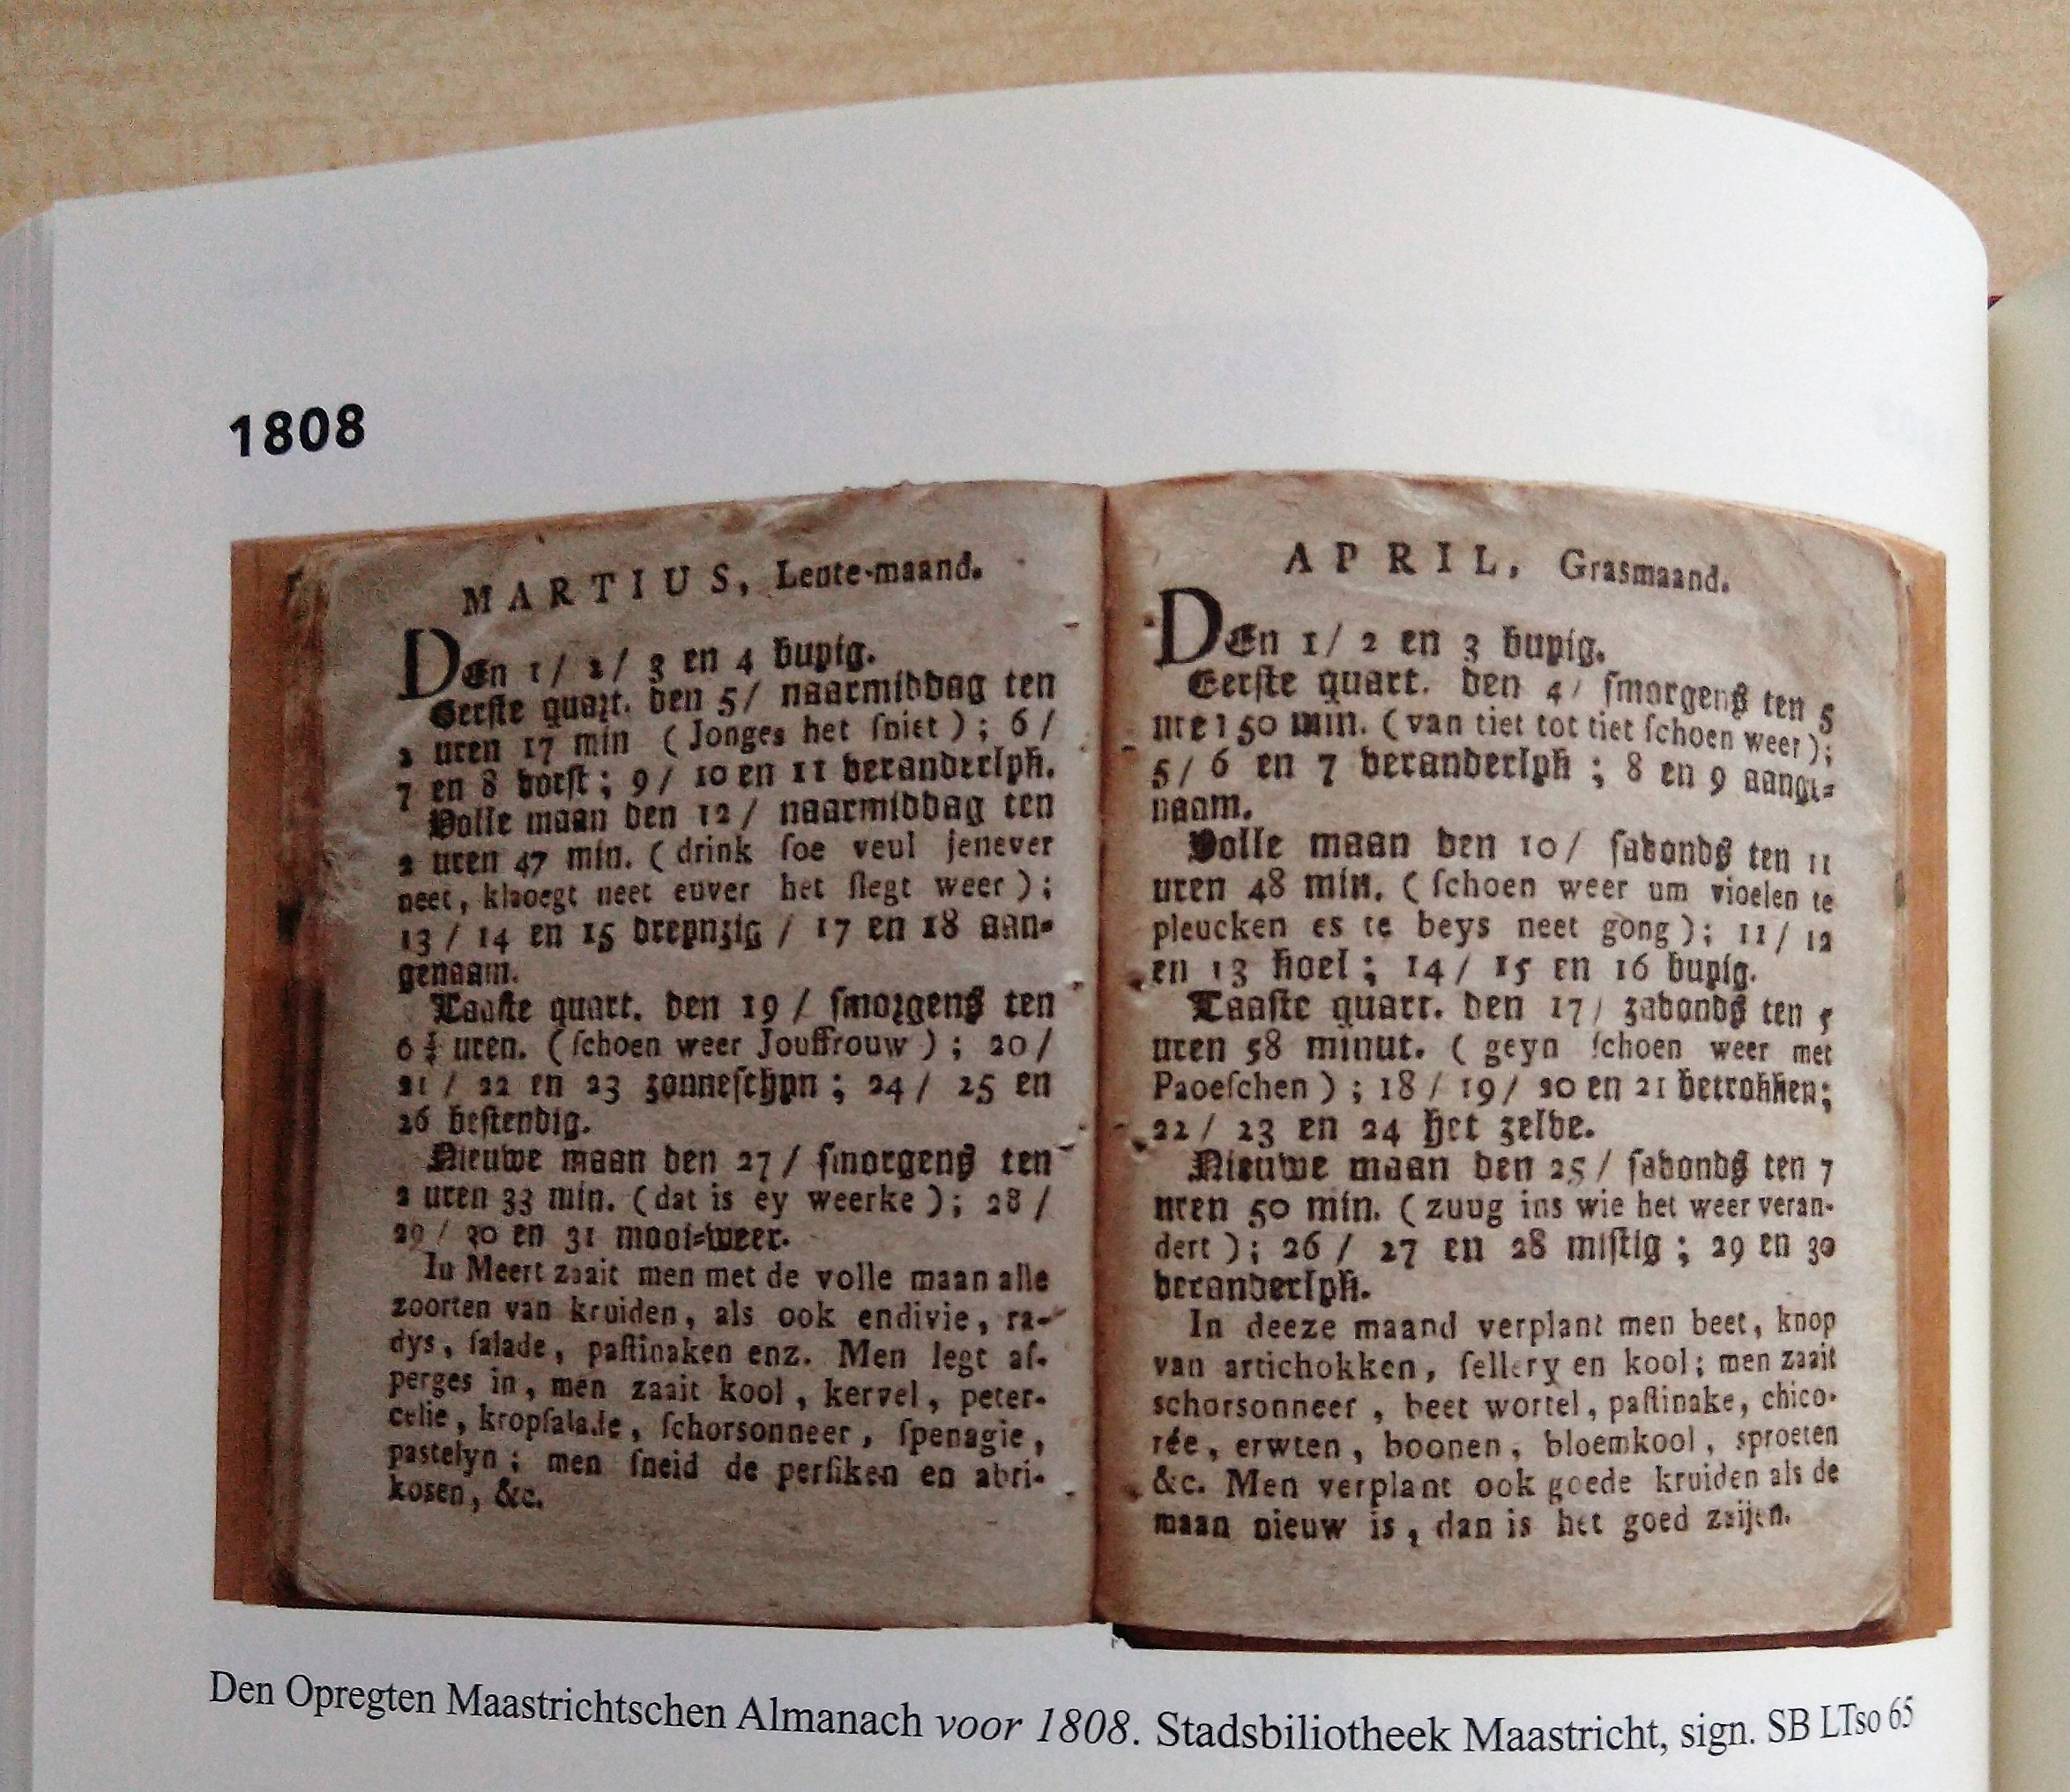 1808
MARTIUS, Lente-maand.
DEn 1/ 2/ 3 en 4 buyig.
Eerste quart. den 5/ naarmiddag ten
2 uren 17 min (Jonges het ſniet); 6/
7 en 8 vorſt; 9/ 10 en 11 veranderlyk.
Volle maan den 12/ naarmiddag ten
2 uren 47 min. (drink ſoe veul jenever
neet, klaoegt neet euver het ſlegt weer);
13/ 14 en 15 dreynzig / 17 en 18 aan-
genaam.
Laaſte quart. den 19/ ſmorgens ten
6 ¾ uren. (ſchoen weer Jouffrouw); 20/
21/ 22 en 23 zonneſchyn; 24/ 25 en
26 beſtendig.
Nieuwe maan den 27/ ſmorgens ten
2 uren 33 min. (dat is ey weerke); 28/
29/ 30 en 31 mooi-weer.
In Meert zaait men met de volle maan alle
zoorten van kruiden, als ook endivie, ra-
dys, ſalade, paſtinaken enz. Men legt aſ-
perges in, men zaait kool, kervel, peter-
celie, kropſalade, ſchorsonneer, ſpenagie,
pastelyn; men ſneid de perſiken en abri-
kosen, &c.
APRIL, Grasmaand.
DEn 1/ 2 en 3 buyig.
Eerſte quart. den 4/ ſmorgens ten 5
ure 50 min. (van tiet tot tiet ſchoen weer);
5/ 6 en 7 veranderlyk; 8 en 9 aange-
naam.
Volle maan den 10/ ſavonds ten 11
uren 48 min. (ſchoen weer um vioelen te
pleucken es te beys neet gong); 11/ 12
en 13 koel; 14/ 15 en 16 buyig.
Laaſte quart. den 17/ zavonds ten 5
uren 58 minut. (geyn ſchoen weer met
Paoeſchen); 18/ 19/ 20 en 21 betrokken;
22/ 23 en 24 het zelve.
Nieuwe maan den 25/ ſavonds ten 7
uren 50 min. (zuug ins wie het weer veran-
dert); 26/ 27 en 28 miſtig; 29 en 30
veranderlyk.
In deeze maand verplant men beet, knop
van artichokken, ſellery en kool; men zaait
schorsonneer, beet wortel, paſtinake, chico-
rée, erwten, boonen, bloemkool, sproeten
&c. Men verplant ook goede kruiden als de
maan nieuw is, dan is het goed zaijen.
Den Opregten Maastrichtschen Almanach voor 1808. Stadsbiliotheek Maastricht, sign. SB LTso 65